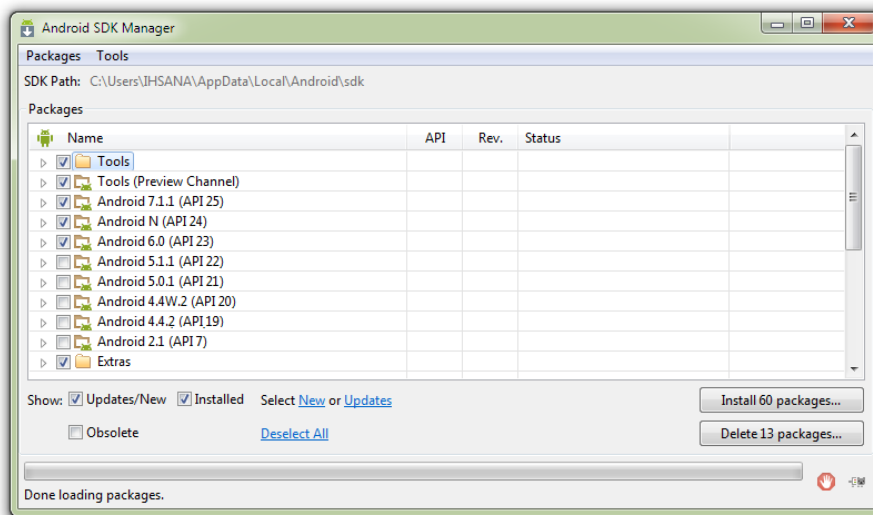 Android SDK Manager
Packages Tools
SDK Path: C:\Users\IHSANA\AppData\Local\Android\sdk
Packages
Name API Rev. Status
Tools
Tools (Preview Channel)
Android 7.1.1 (API 25)
Android N (API 24)
Android 6.0 (API 23)
Android 5.1.1 (API 22)
Android 5.0.1 (API 21)
Android 4.4W.2 (API 20)
Android 4.4.2 (API 19)
Android 2.1 (API 7)
Extras
Show: Updates/New Installed Select New or Updates Install 60 packages...
Obsolete Deselect All Delete 13 packages...
Done loading packages.